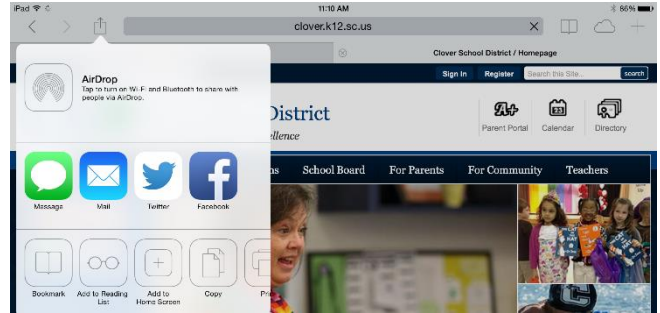 iPad
11:10 AM
86%
clover.k12.sc.us
Clover School District / Homepage
AirDrop
Tap to turn on Wi-Fi and Bluetooth to share with
people via AirDrop.
Sign In Register Search this Site... search
District
ellence
Parent Portal Calendar Directory
Message Mail Twitter Facebook
ns School Board For Parents For Community Teachers
Bookmark Add to Reading
List Add to
Home Screen Copy Prin